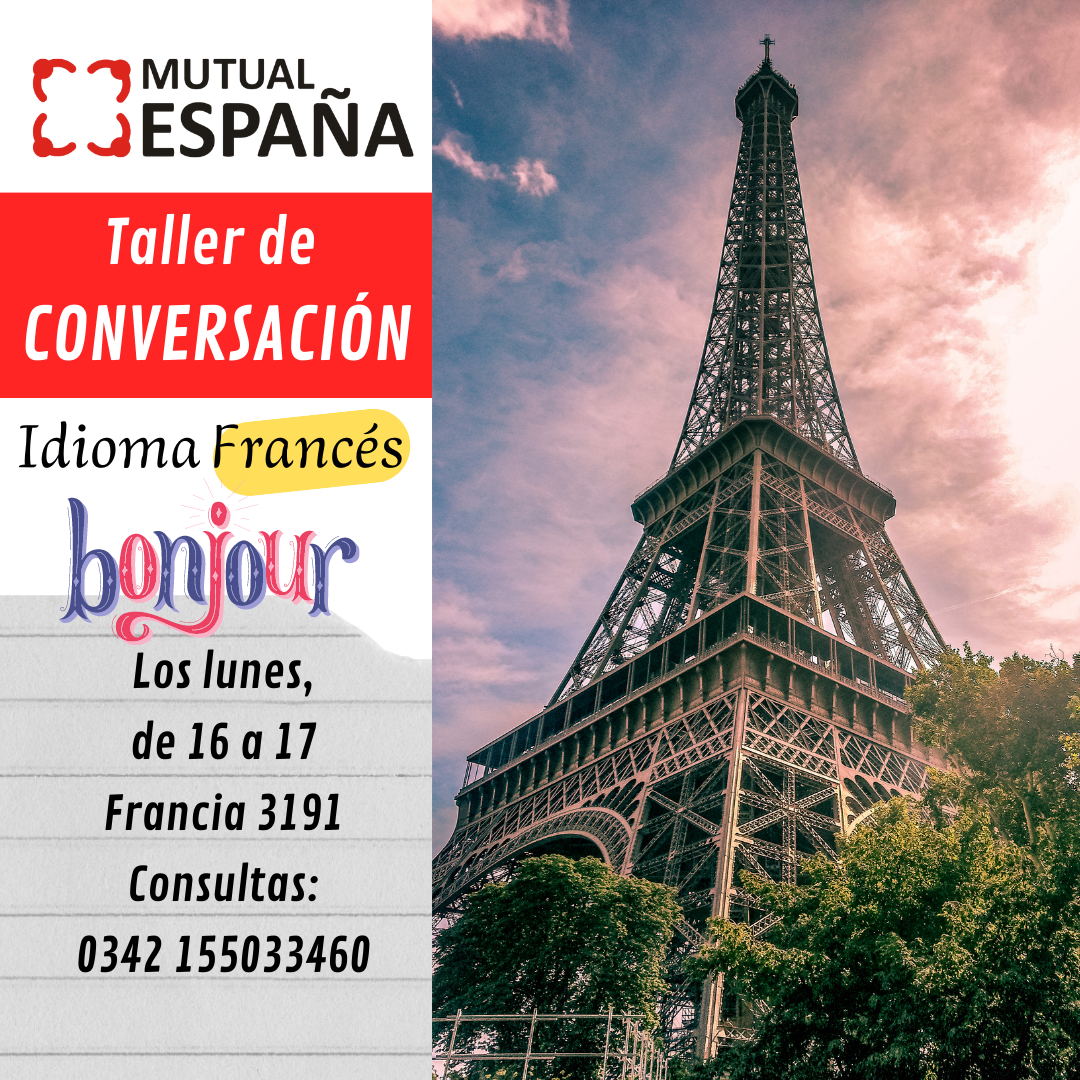 MUTUAL
ESPAÑA
Taller de
CONVERSACIÓN
Idioma Francés
bonjour
Los lunes,
de 16 a 17
Francia 3191
Consultas:
0342 155033460